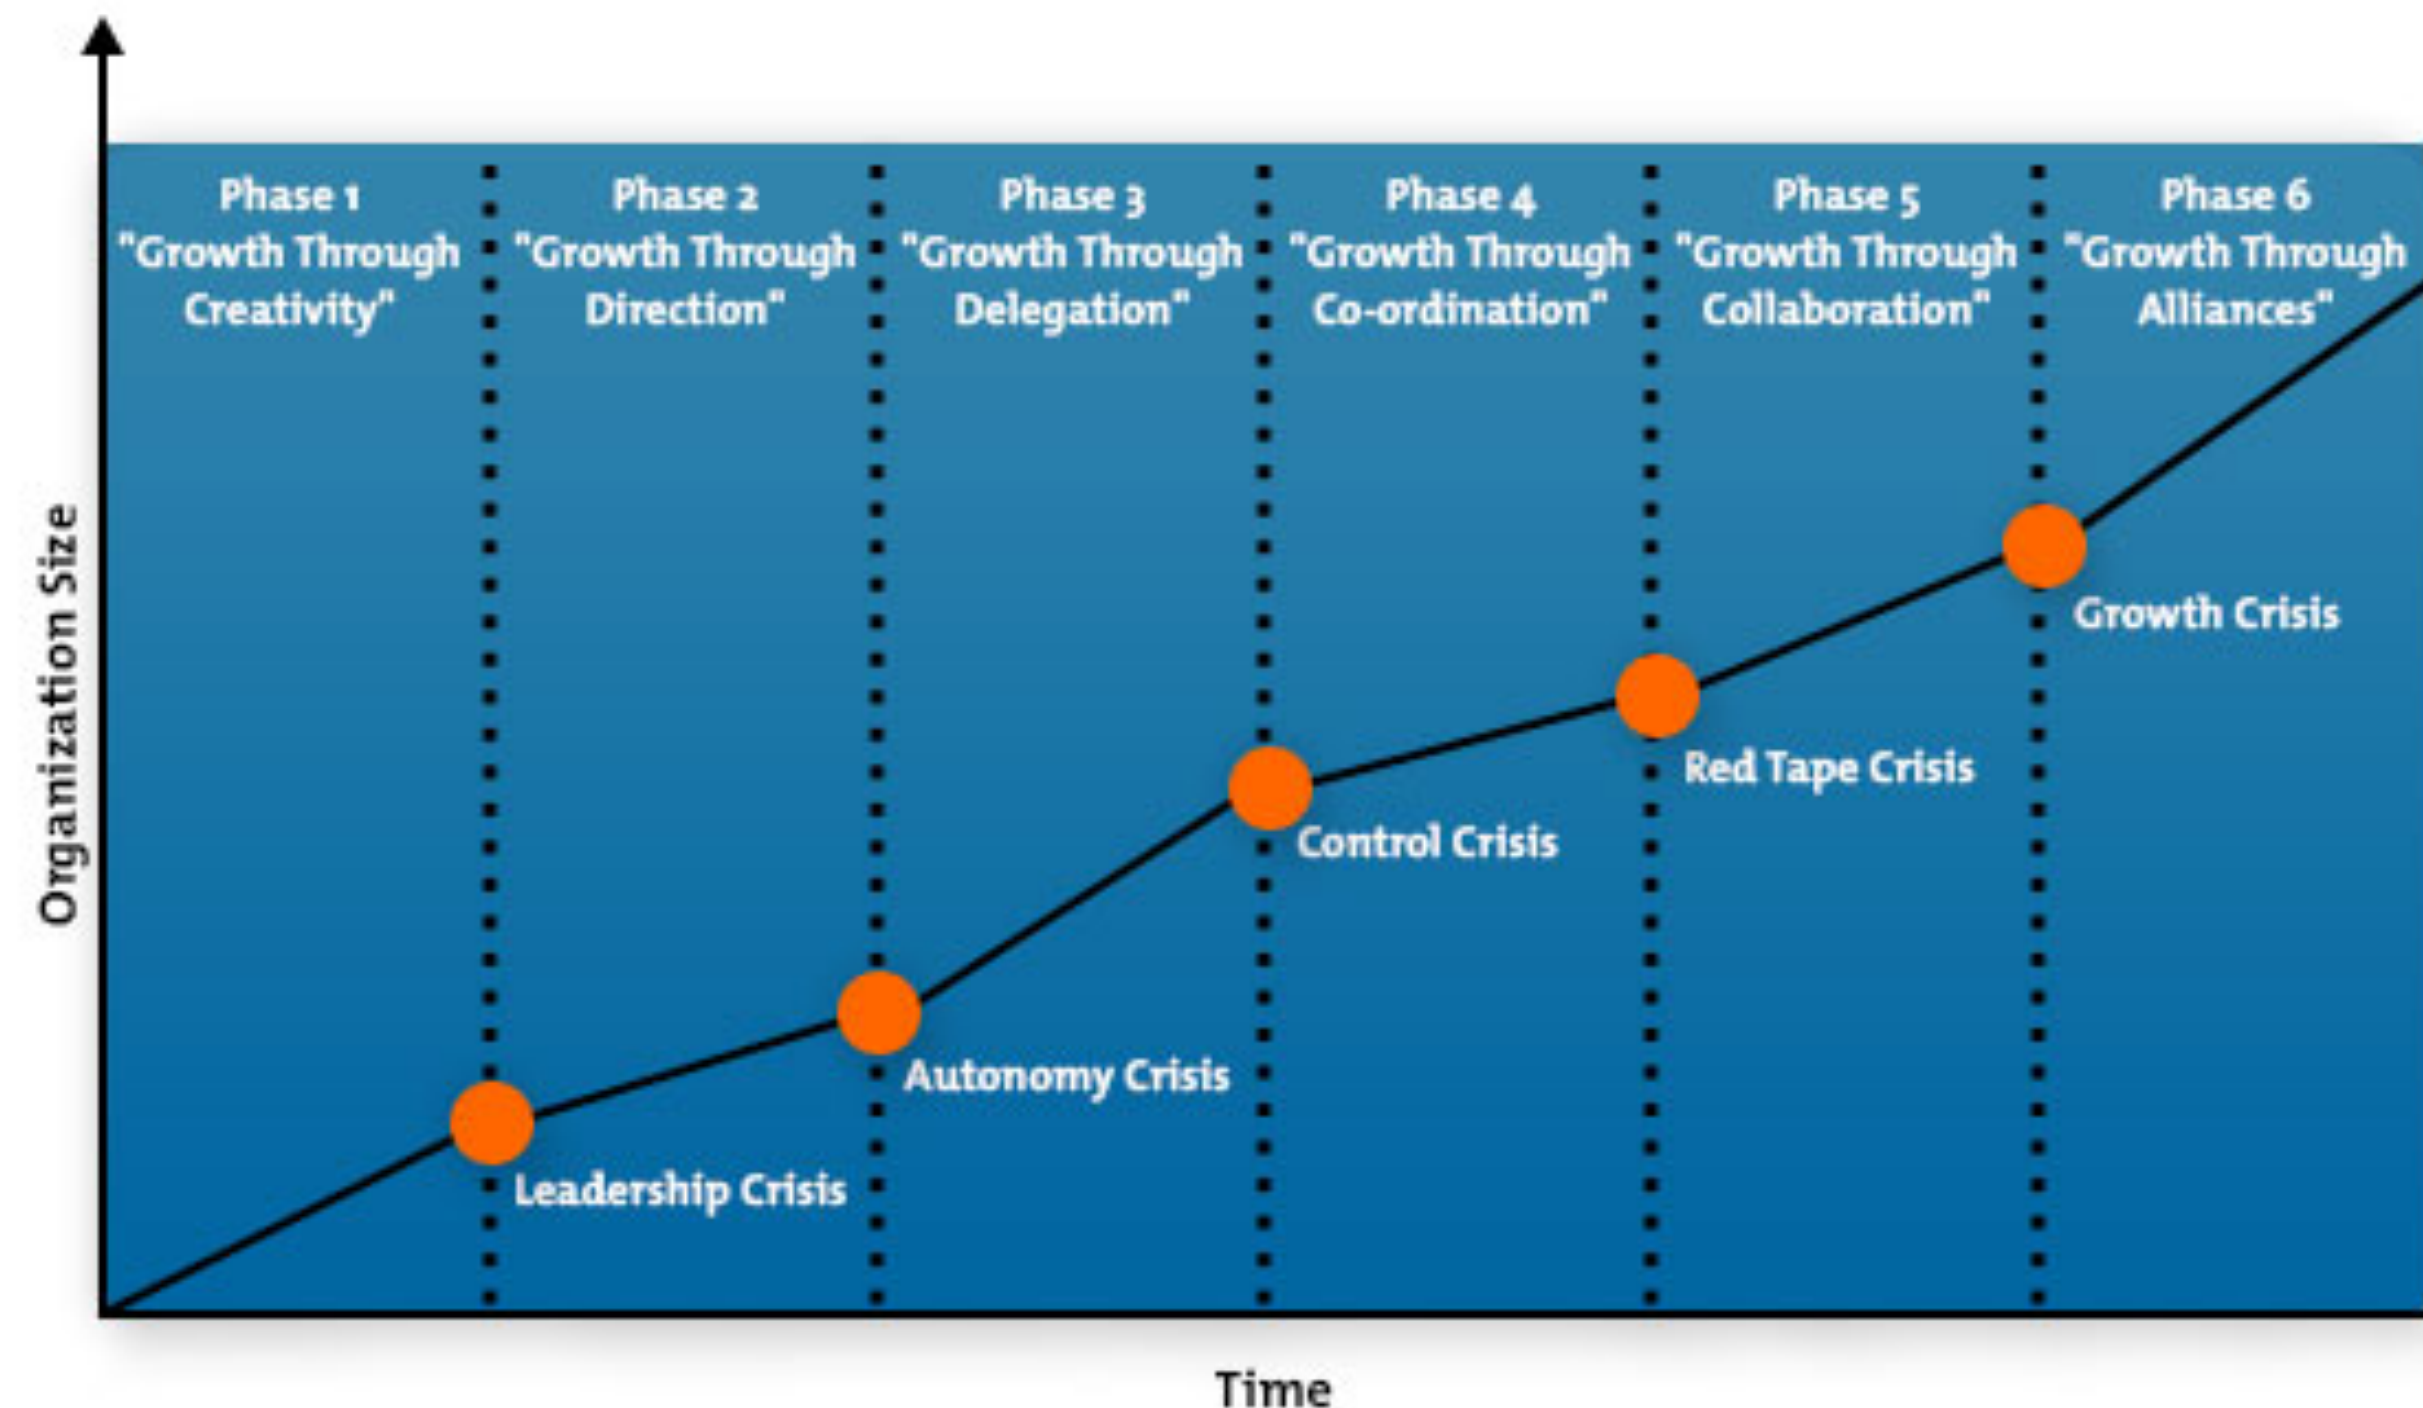 Phase 1
"Growth Through
Creativity"
Phase 2
"Growth Through
Direction"
Phase 3
"Growth Through
Delegation"
Phase 4
"Growth Through
Co-ordination"
Phase 5
"Growth Through
Collaboration"
Phase 6
"Growth Through
Alliances"
Organization Size
Growth Crisis
Red Tape Crisis
Control Crisis
Autonomy Crisis
Leadership Crisis
Time